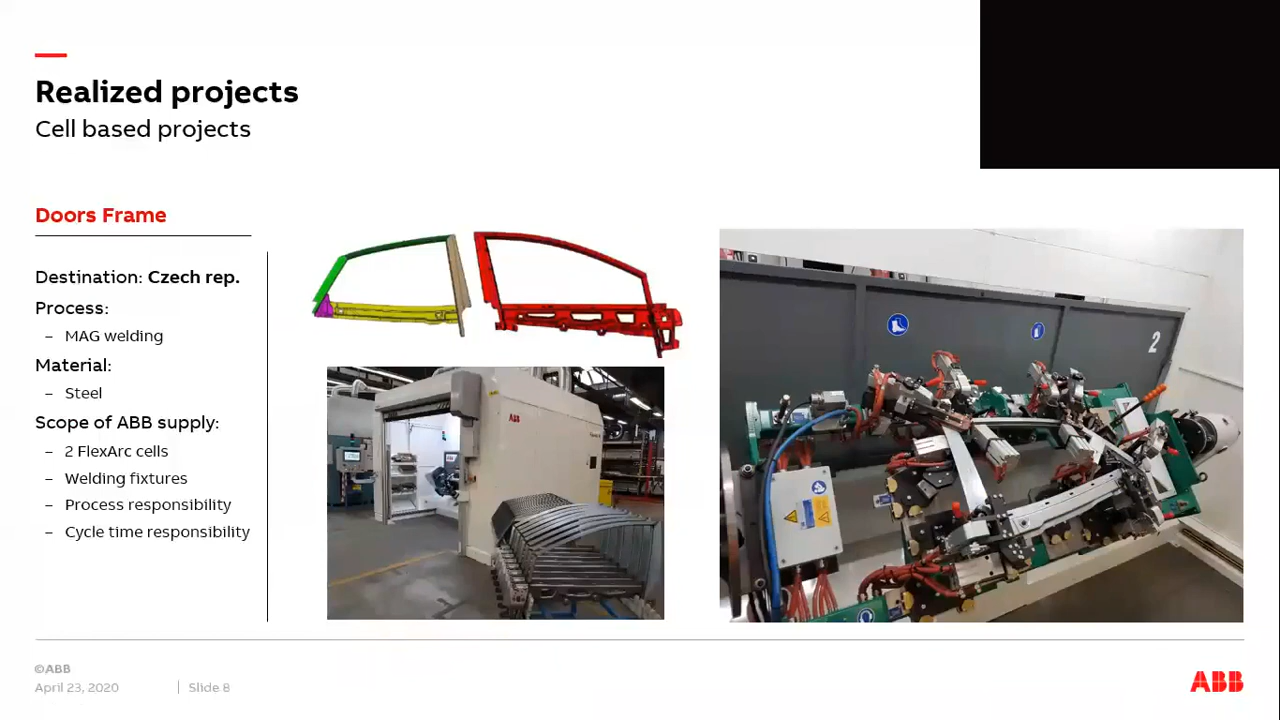 Realized projects
Cell based projects
Doors Frame
Destination: Czech rep.
Process:
– MAG welding
Material:
– Steel
Scope of ABB supply:
– 2 FlexArc cells
– Welding fixtures
– Process responsibility
– Cycle time responsibility
ABB
2
©ABB
April 23, 2020 | Slide 8
ABB